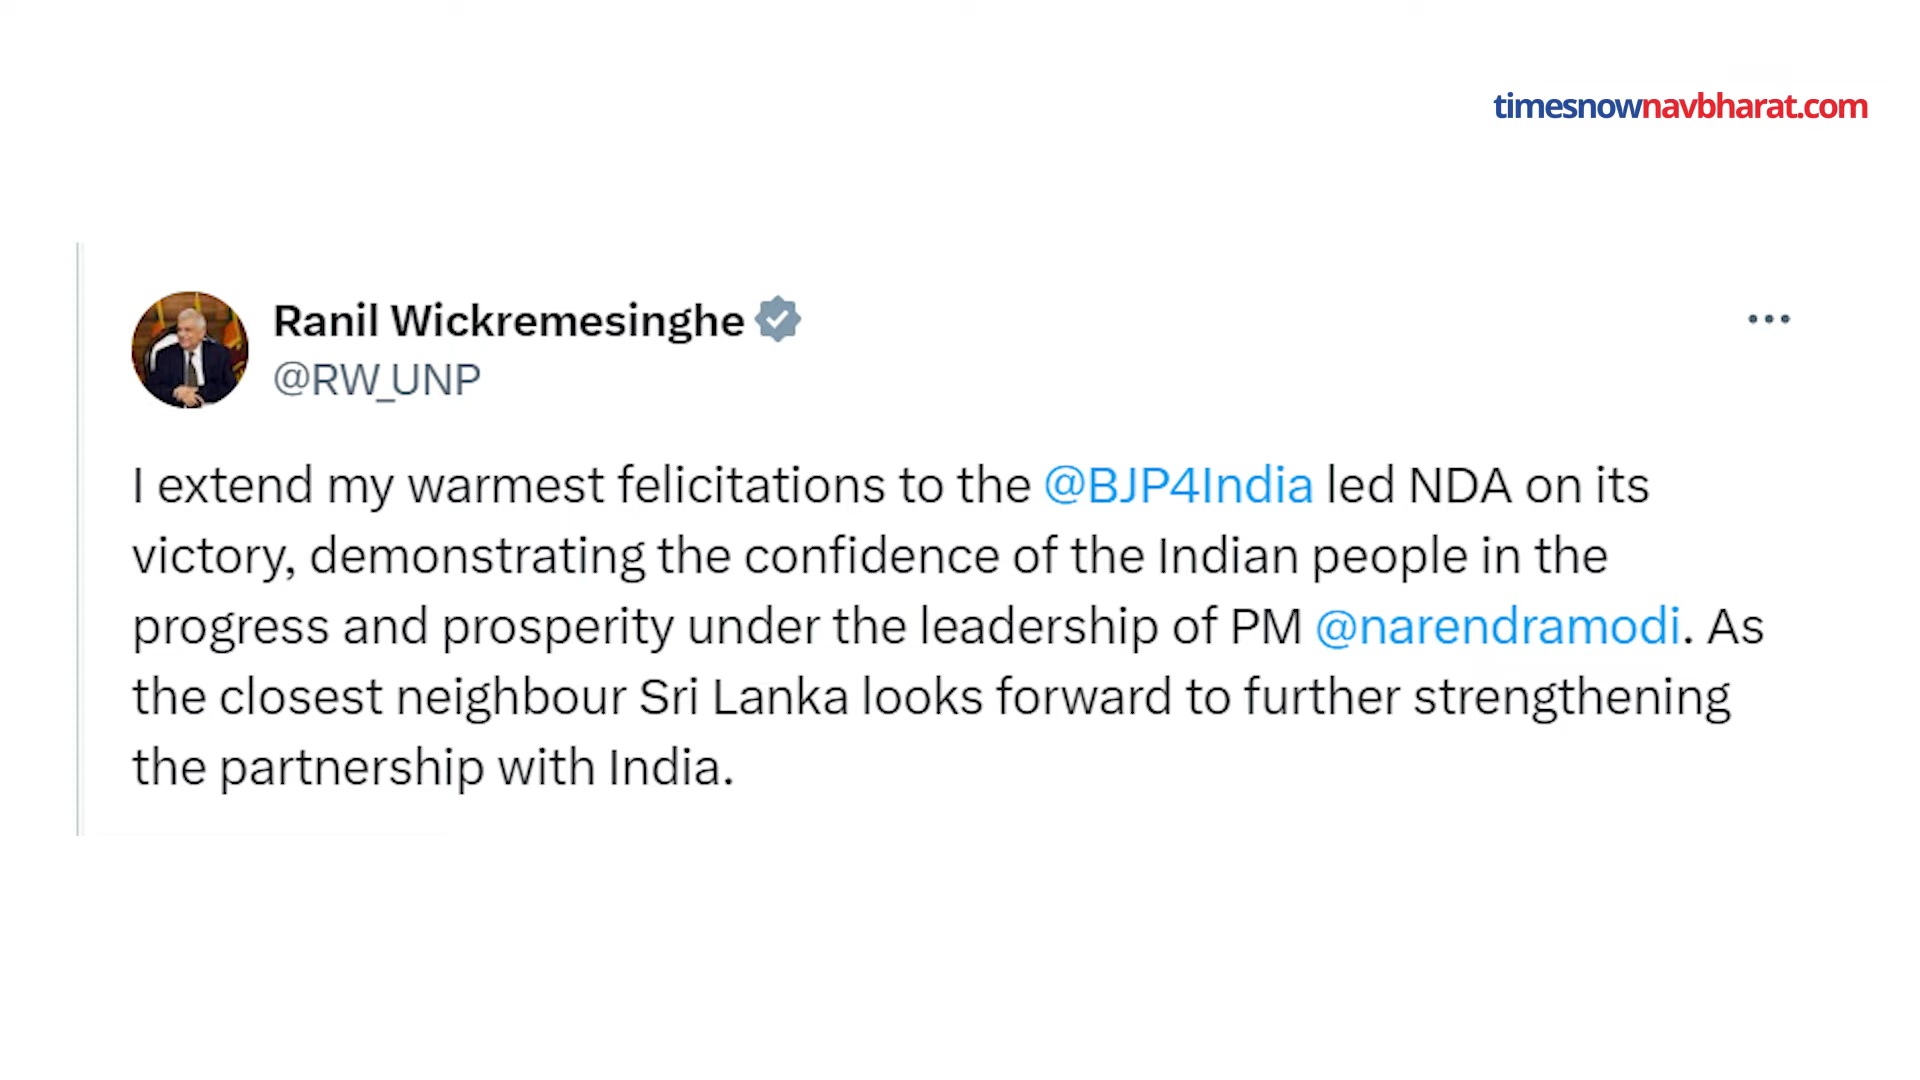 timesnownavbharat.com
Ranil Wickremesinghe
@RW_UNP
I extend my warmest felicitations to the @BJP4India led NDA on its
victory, demonstrating the confidence of the Indian people in the
progress and prosperity under the leadership of PM @narendramodi. As
the closest neighbour Sri Lanka looks forward to further strengthening
the partnership with India.